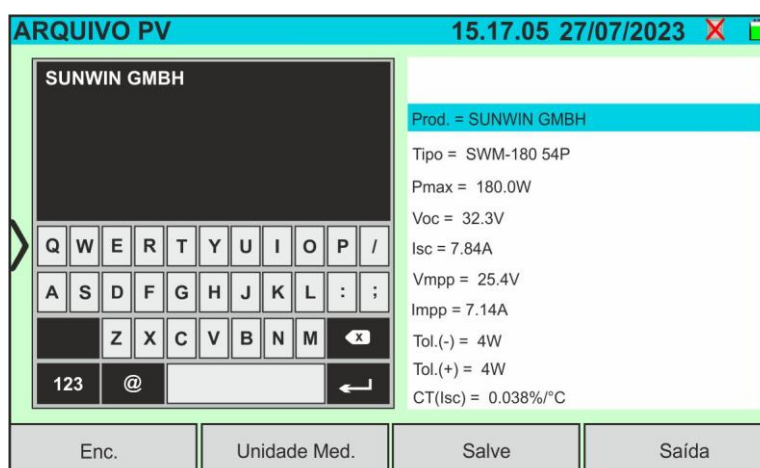 ARQUIVO PV 15.17.05 27/07/2023
SUNWIN GMBH
Q W E R T Y U I O P /
A S D F G H J K L : ;
Z X C V B N M x
123 @
Prod. = SUNWIN GMBH
Tipo = SWM-180 54P
Pmax = 180.0W
Voc = 32.3V
Isc = 7.84A
Vmpp = 25.4V
Impp = 7.14A
Tol.(-) = 4W
Tol.(+) = 4W
CT(Isc) = 0.038%/°C
Enc. Unidade Med. Salve Saída